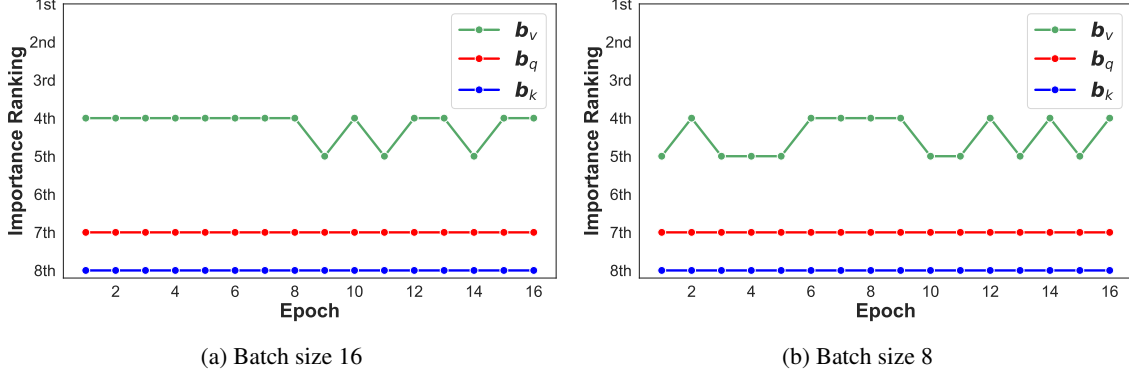 1st
2nd
3rd
4th
5th
6th
7th
8th
Importance Ranking
b_v
b_q
b_k
2 4 6 8 10 12 14 16
Epoch
(a) Batch size 16
1st
2nd
3rd
4th
5th
6th
7th
8th
Importance Ranking
b_v
b_q
b_k
2 4 6 8 10 12 14 16
Epoch
(b) Batch size 8